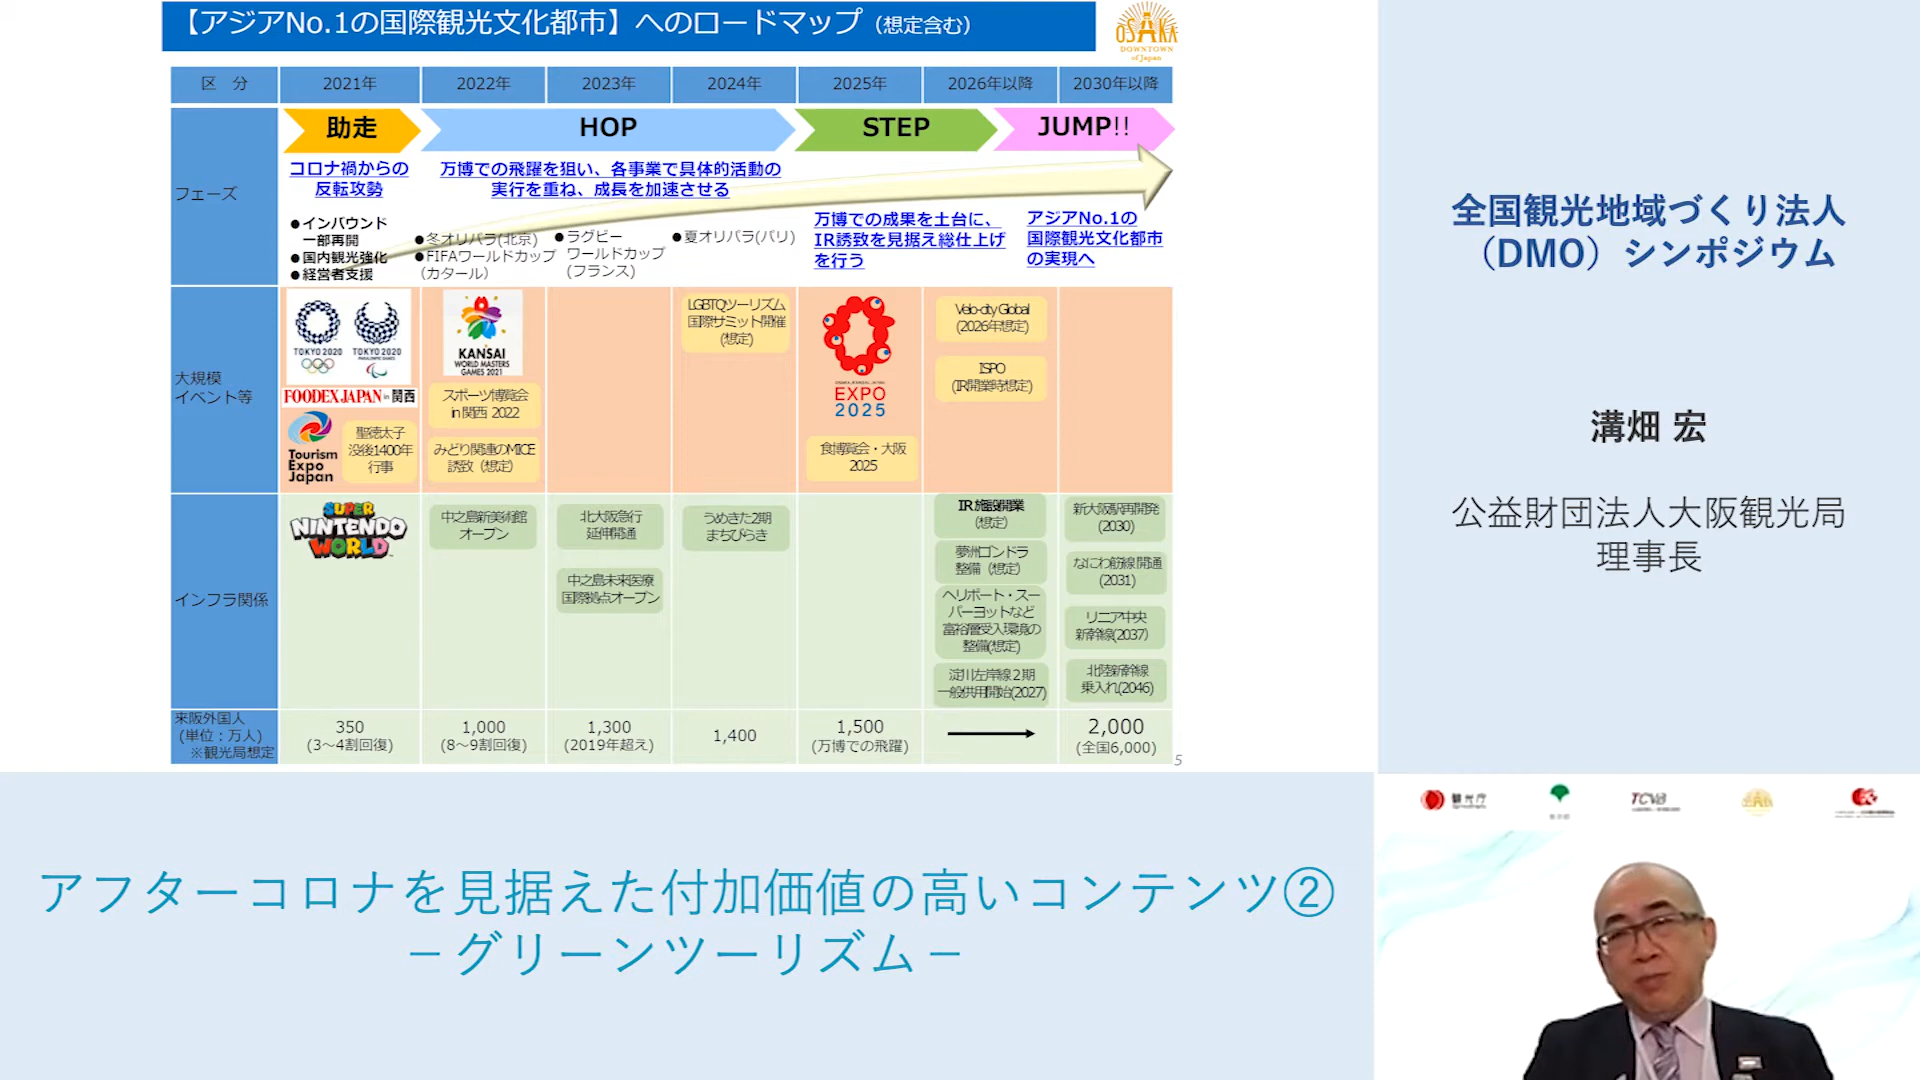 【アジアNo.1の国際観光文化都市】へのロードマップ（想定含む）
OSAKA
DOWNTOWN
of Japan
区　分
2021年
2022年
2023年
2024年
2025年
2026年以降
2030年以降
フェーズ
助走
HOP
STEP
JUMP!!
コロナ禍からの
反転攻勢
●インバウンド
一部再開
●国内観光強化
●経営者支援
万博での飛躍を狙い、各事業で具体的活動の
実行を重ね、成長を加速させる
●冬オリパラ(北京)
●FIFAワールドカップ
（カタール）
●ラグビー
ワールドカップ
（フランス）
●夏オリパラ(パリ)
万博での成果を土台に、
IR誘致を見据え総仕上げ
を行う
アジアNo.1の
国際観光文化都市
の実現へ
大規模
イベント等
TOKYO 2020
TOKYO 2020
PARALYMPIC GAMES
FOODEX JAPAN in 関西
Tourism
Expo
Japan
聖徳太子
没後1400年
行事
KANSAI
WORLD MASTERS
GAMES 2021
スポーツ博覧会
in 関西 2022
みどり関連のMICE
誘致（想定）
LGBTQツーリズム
国際サミット開催
(想定)
OSAKA, KANSAI, JAPAN
EXPO
2025
食博覧会・大阪
2025
Velo-city Global
(2026年想定)
ISPO
(IR開業時想定)
インフラ関係
SUPER
NINTENDO
WORLD
中之島新美術館
オープン
北大阪急行
延伸開通
中之島未来医療
国際拠点オープン
うめきた2期
まちびらき
IR施設開業
(想定)
夢洲ゴンドラ
整備（想定）
ヘリポート・スー
パーヨットなど
富裕層受入環境の
整備(想定)
淀川左岸線２期
一般供用開始(2027)
新大阪駅再開発
(2030)
なにわ筋線開通
(2031)
リニア中央
新幹線(2037)
北陸新幹線
乗入れ(2046)
来阪外国人
（単位：万人）
※観光局想定
350
(3～4割回復)
1,000
(8～9割回復)
1,300
(2019年超え)
1,400
1,500
(万博での飛躍)
2,000
(全国6,000)
5
全国観光地域づくり法人
（DMO）シンポジウム
溝畑 宏
公益財団法人大阪観光局
理事長
観光庁
TCVB
アフターコロナを見据えた付加価値の高いコンテンツ②
－グリーンツーリズム－